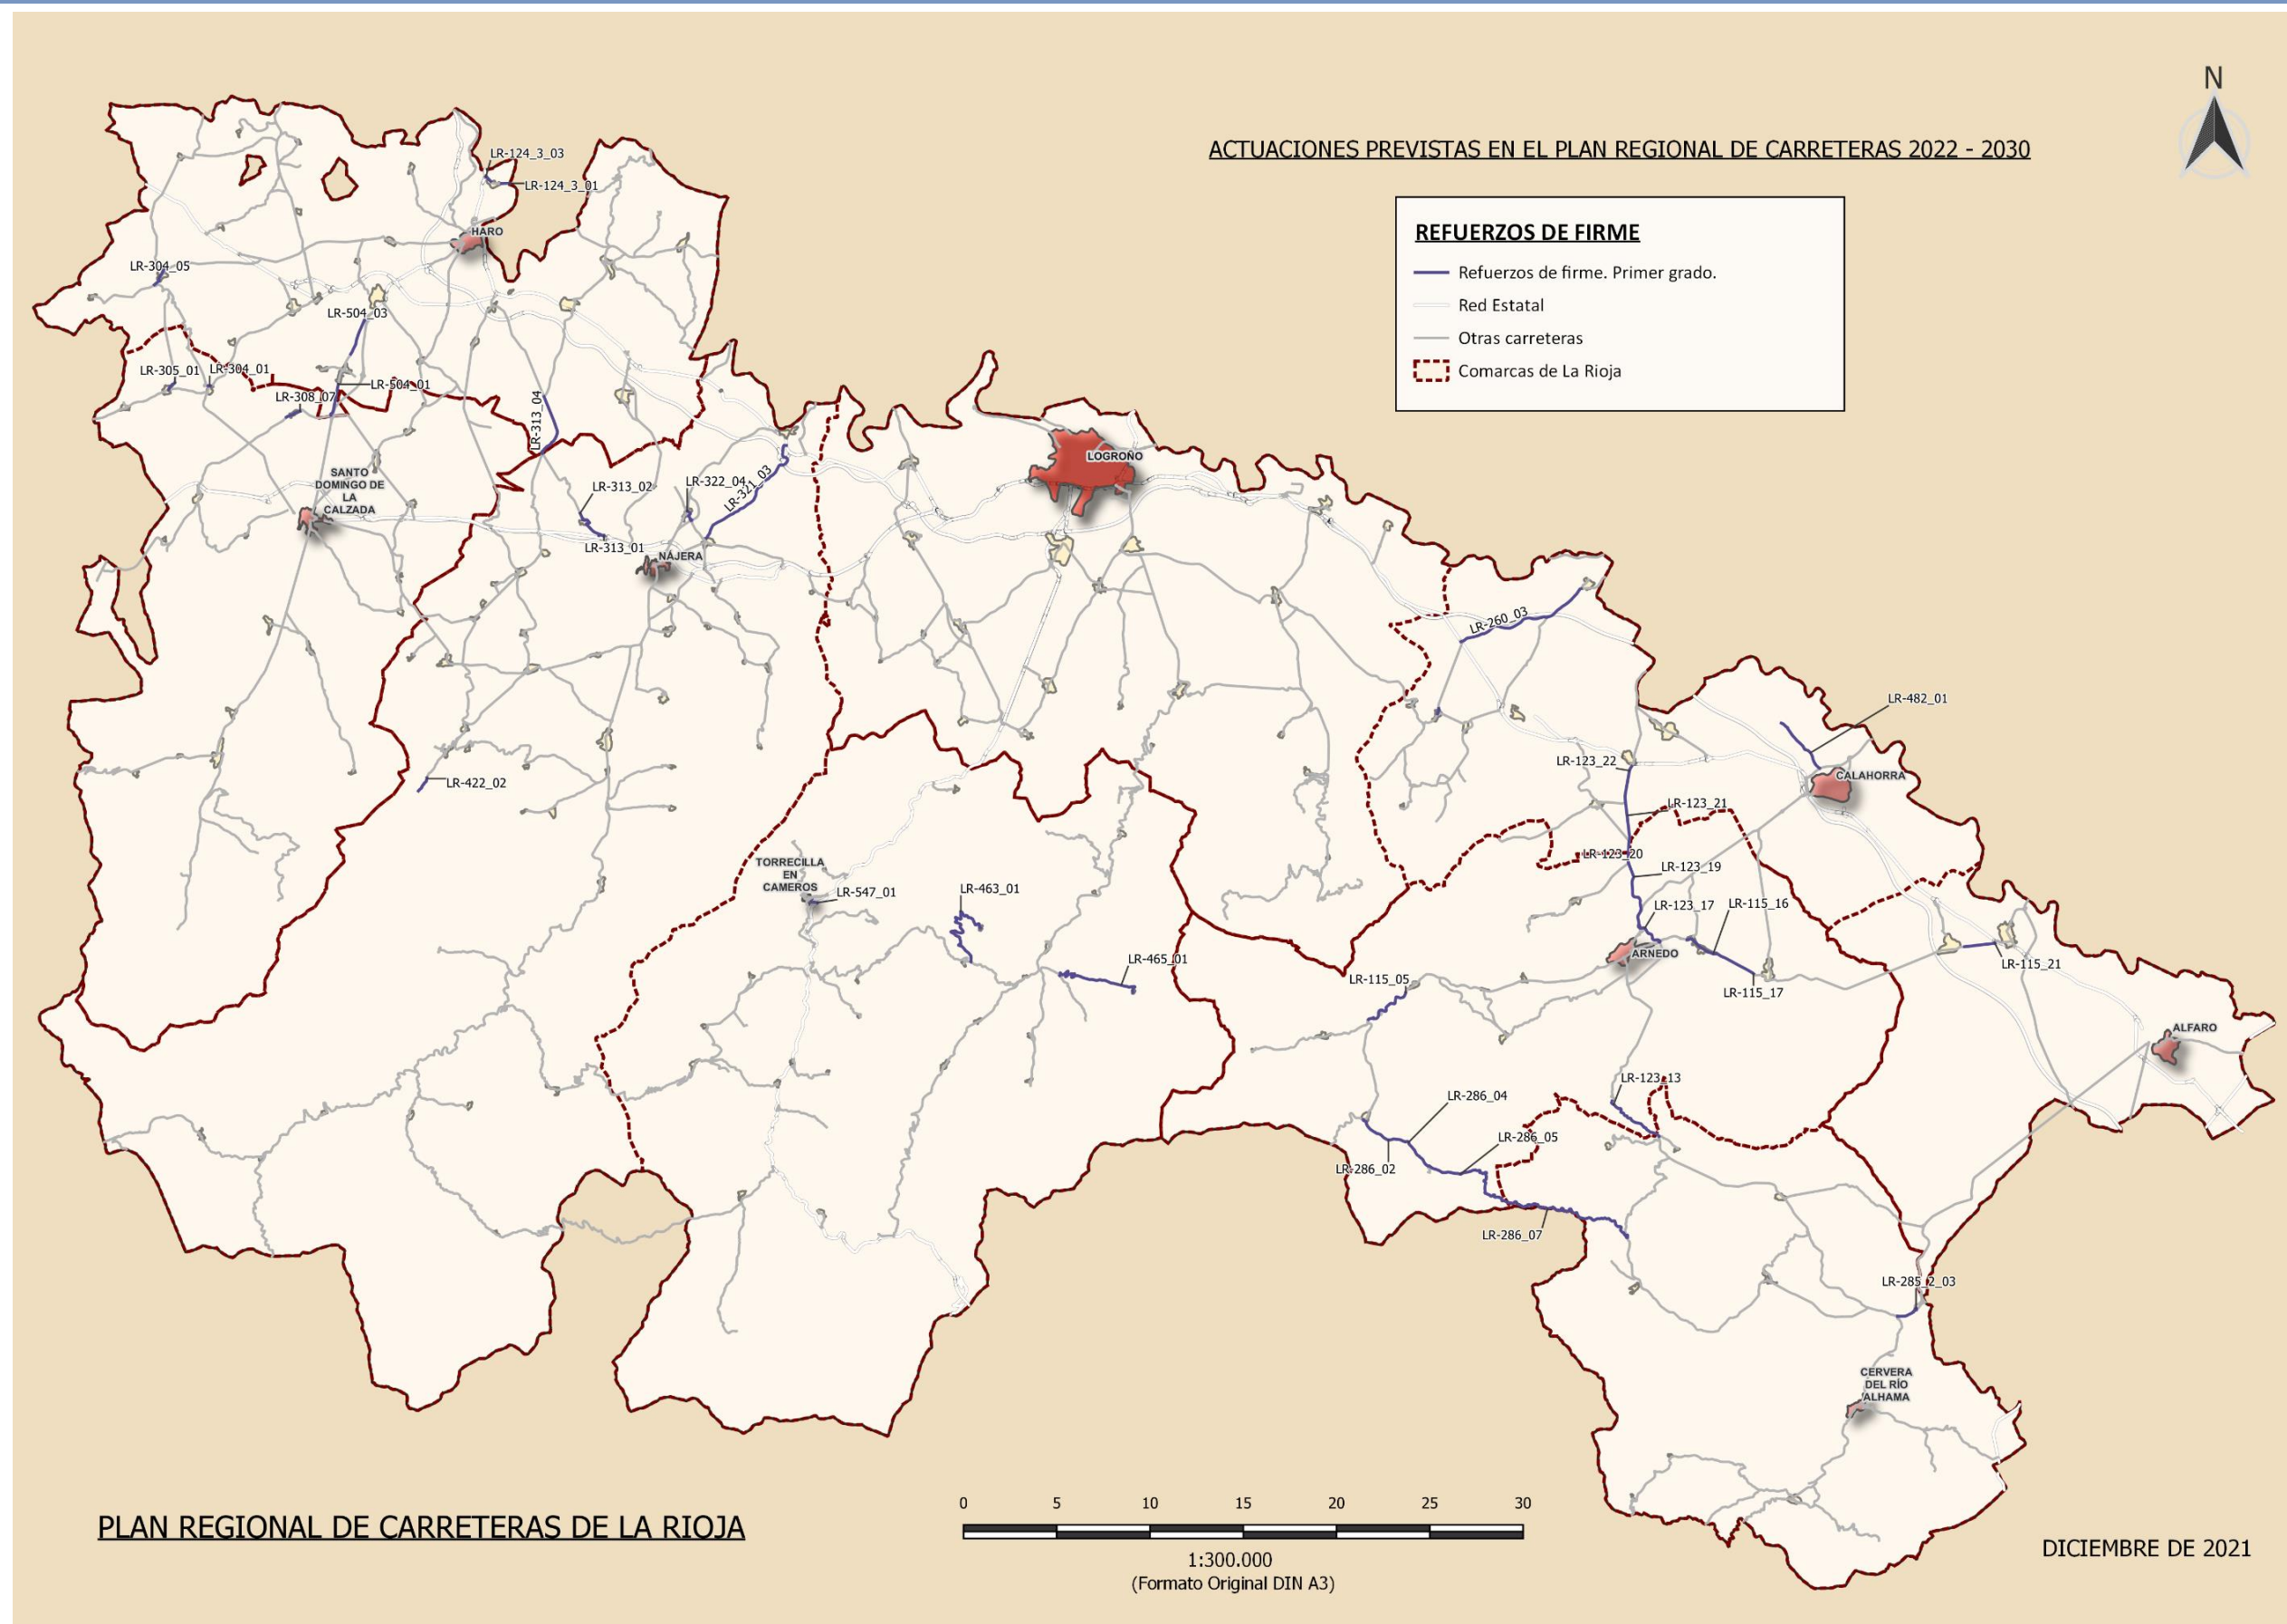 N
ACTUACIONES PREVISTAS EN EL PLAN REGIONAL DE CARRETERAS 2022 - 2030
REFUERZOS DE FIRME
Refuerzos de firme. Primer grado.
Red Estatal
Otras carreteras
Comarcas de La Rioja
LR-124_3_03
LR-124_3_01
HARO
LR-304_05
LR-504_03
LR-305_01
LR-304_01
LR-504_01
LR-308_07
LR-313_04
LOGROÑO
SANTO
DOMINGO DE
LA
CALZADA
LR-313_02
LR-322_04
LR-321_03
LR-313_01
NÁJERA
LR-260_03
LR-482_01
LR-123_22
CALAHORRA
LR-422_02
LR-123_21
LR-123_20
LR-123_19
TORRECILLA
EN
CAMEROS
LR-547_01
LR-463_01
LR-123_17
LR-115_16
ARNEDO
LR-465_01
LR-115_21
LR-115_05
LR-115_17
ALFARO
LR-123_13
LR-286_04
LR-286_05
LR-286_02
LR-286_07
LR-285_2_03
CERVERA
DEL RÍO
ALHAMA
PLAN REGIONAL DE CARRETERAS DE LA RIOJA
0 5 10 15 20 25 30
1:300.000
(Formato Original DIN A3)
DICIEMBRE DE 2021